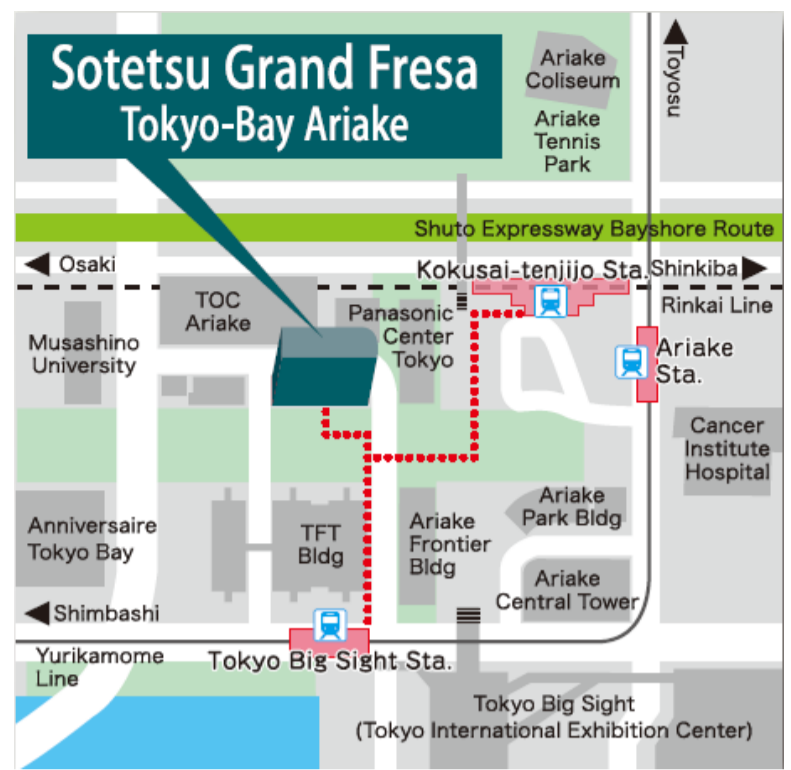 Sotetsu Grand Fresa
Tokyo-Bay Ariake
Ariake
Coliseum
Ariake
Tennis
Park
Toyosu
Shuto Expressway Bayshore Route
Osaki
Kokusai-tenjijo Sta.
Shinkiba
Rinkai Line
TOC
Ariake
Panasonic
Center
Tokyo
Musashino
University
Ariake
Sta.
Cancer
Institute
Hospital
Anniversaire
Tokyo Bay
TFT
Bldg
Ariake
Frontier
Bldg
Ariake
Park Bldg
Ariake
Central Tower
Shimbashi
Yurikamome
Line
Tokyo Big Sight Sta.
Tokyo Big Sight
(Tokyo International Exhibition Center)